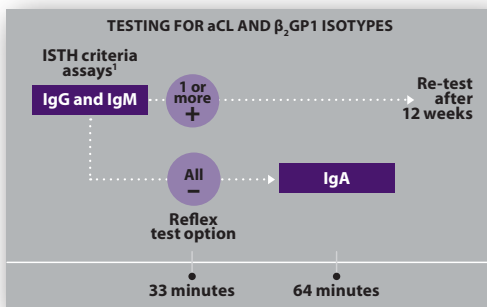 TESTING FOR aCL AND β₂GP1 ISOTYPES
ISTH criteria
assays¹
IgG and IgM
1 or
more
+
Re-test
after
12 weeks
All
–
IgA
Reflex
test option
33 minutes
64 minutes